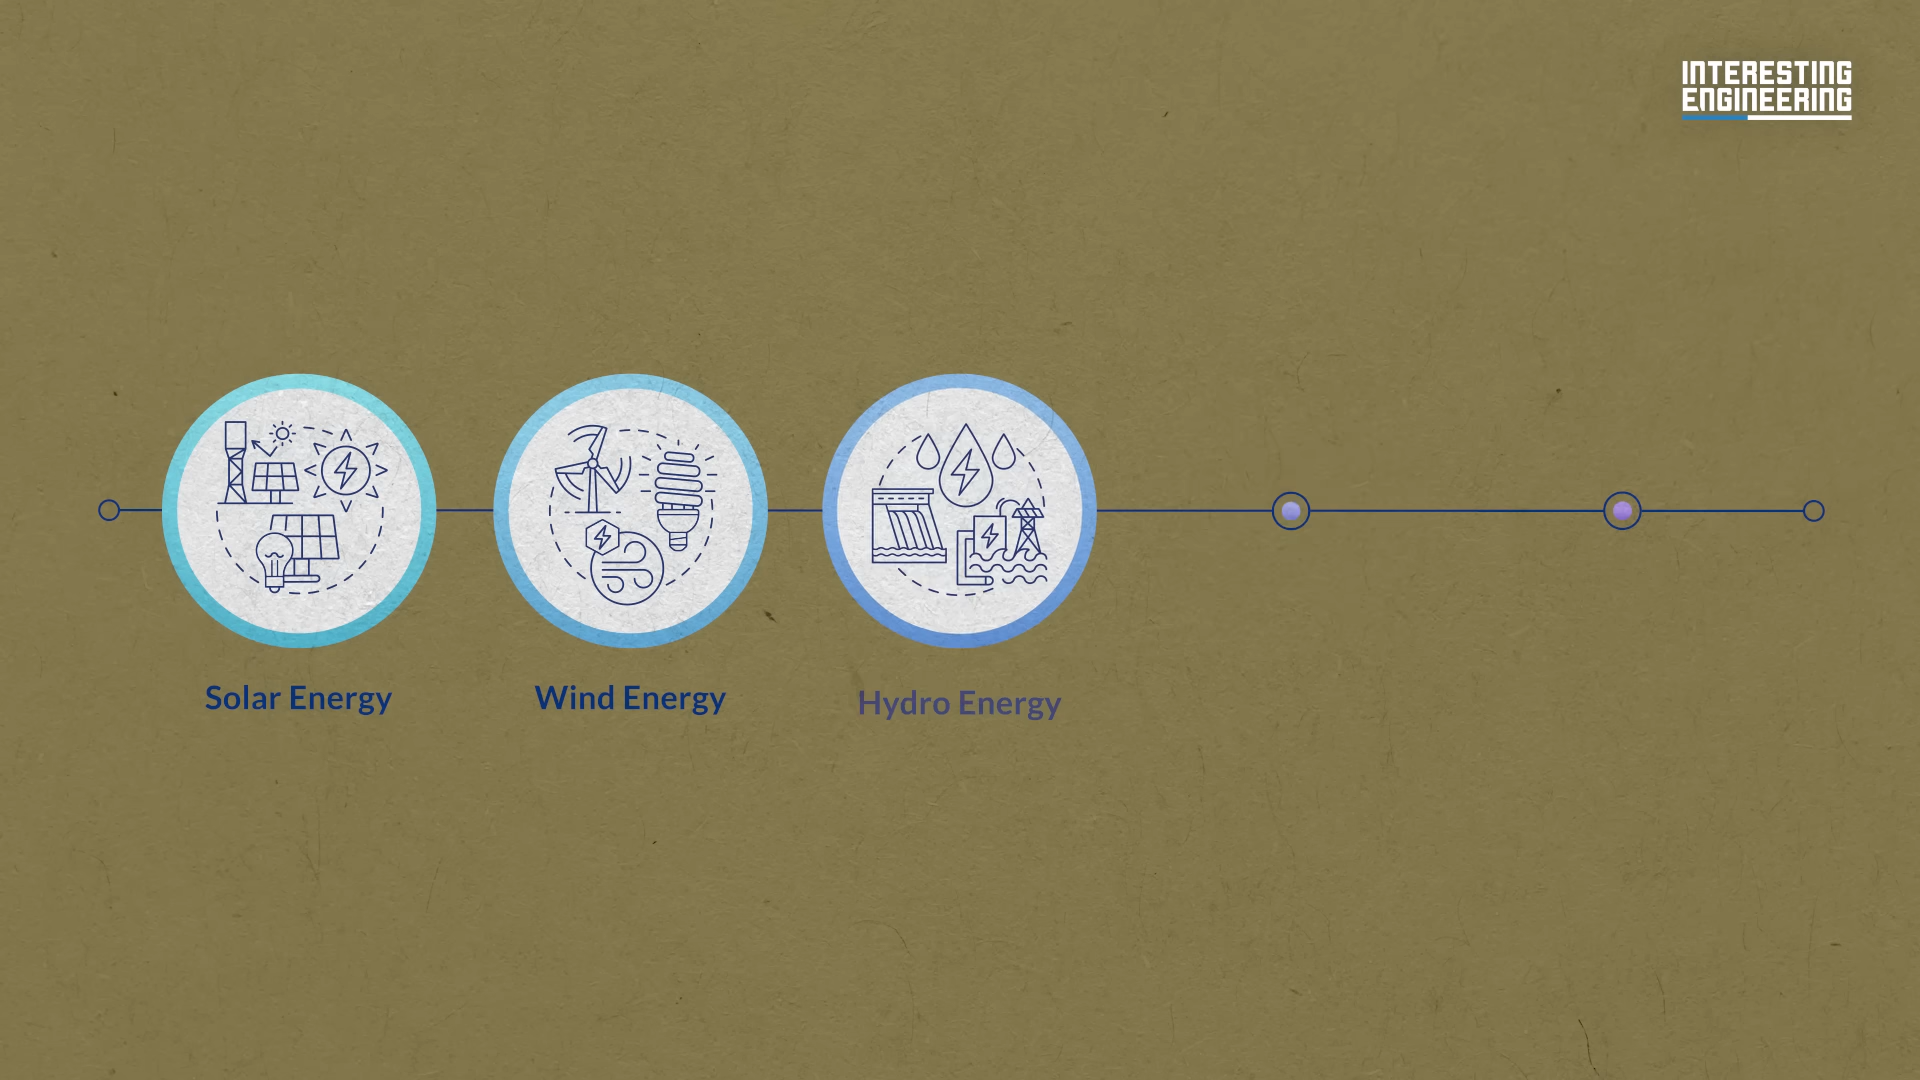 INTERESTING
ENGINEERING
Solar Energy
Wind Energy
Hydro Energy